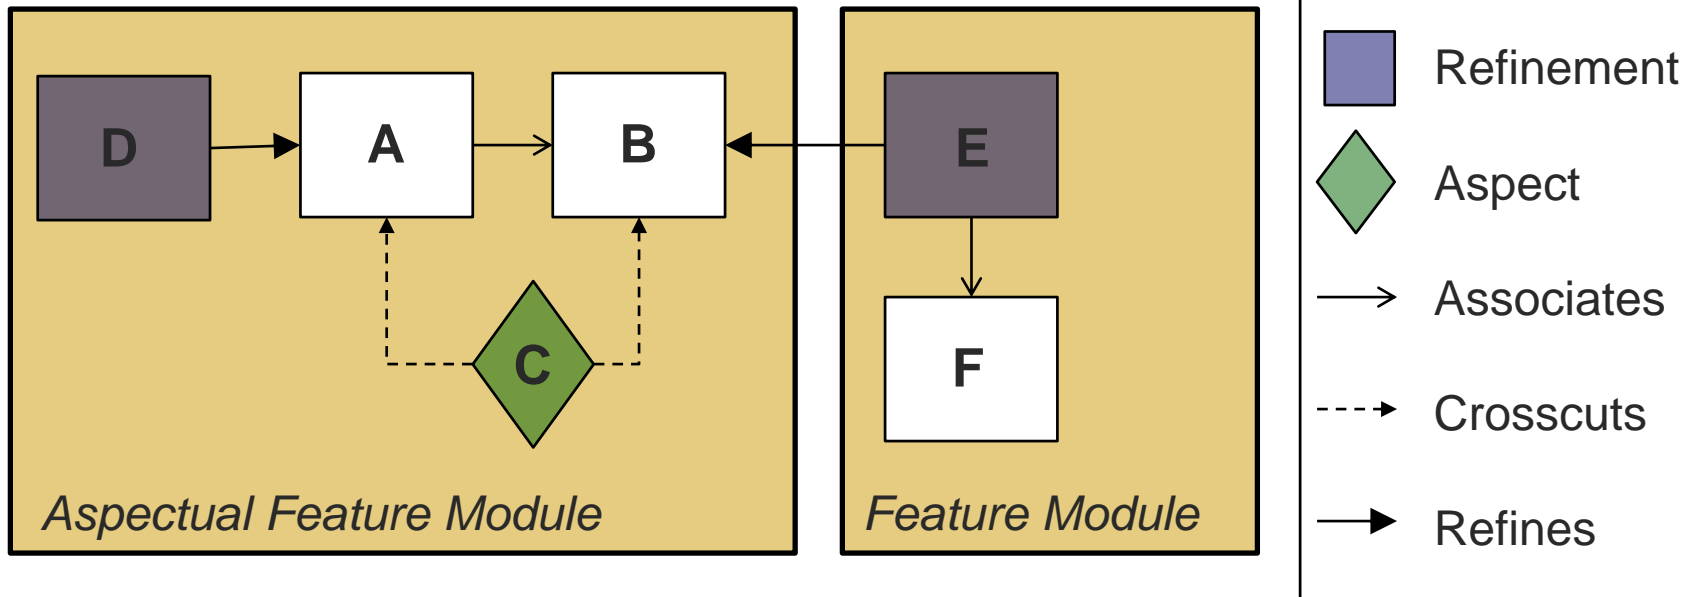 D
A
B
E
C
F
Aspectual Feature Module
Feature Module
Refinement
Aspect
Associates
Crosscuts
Refines